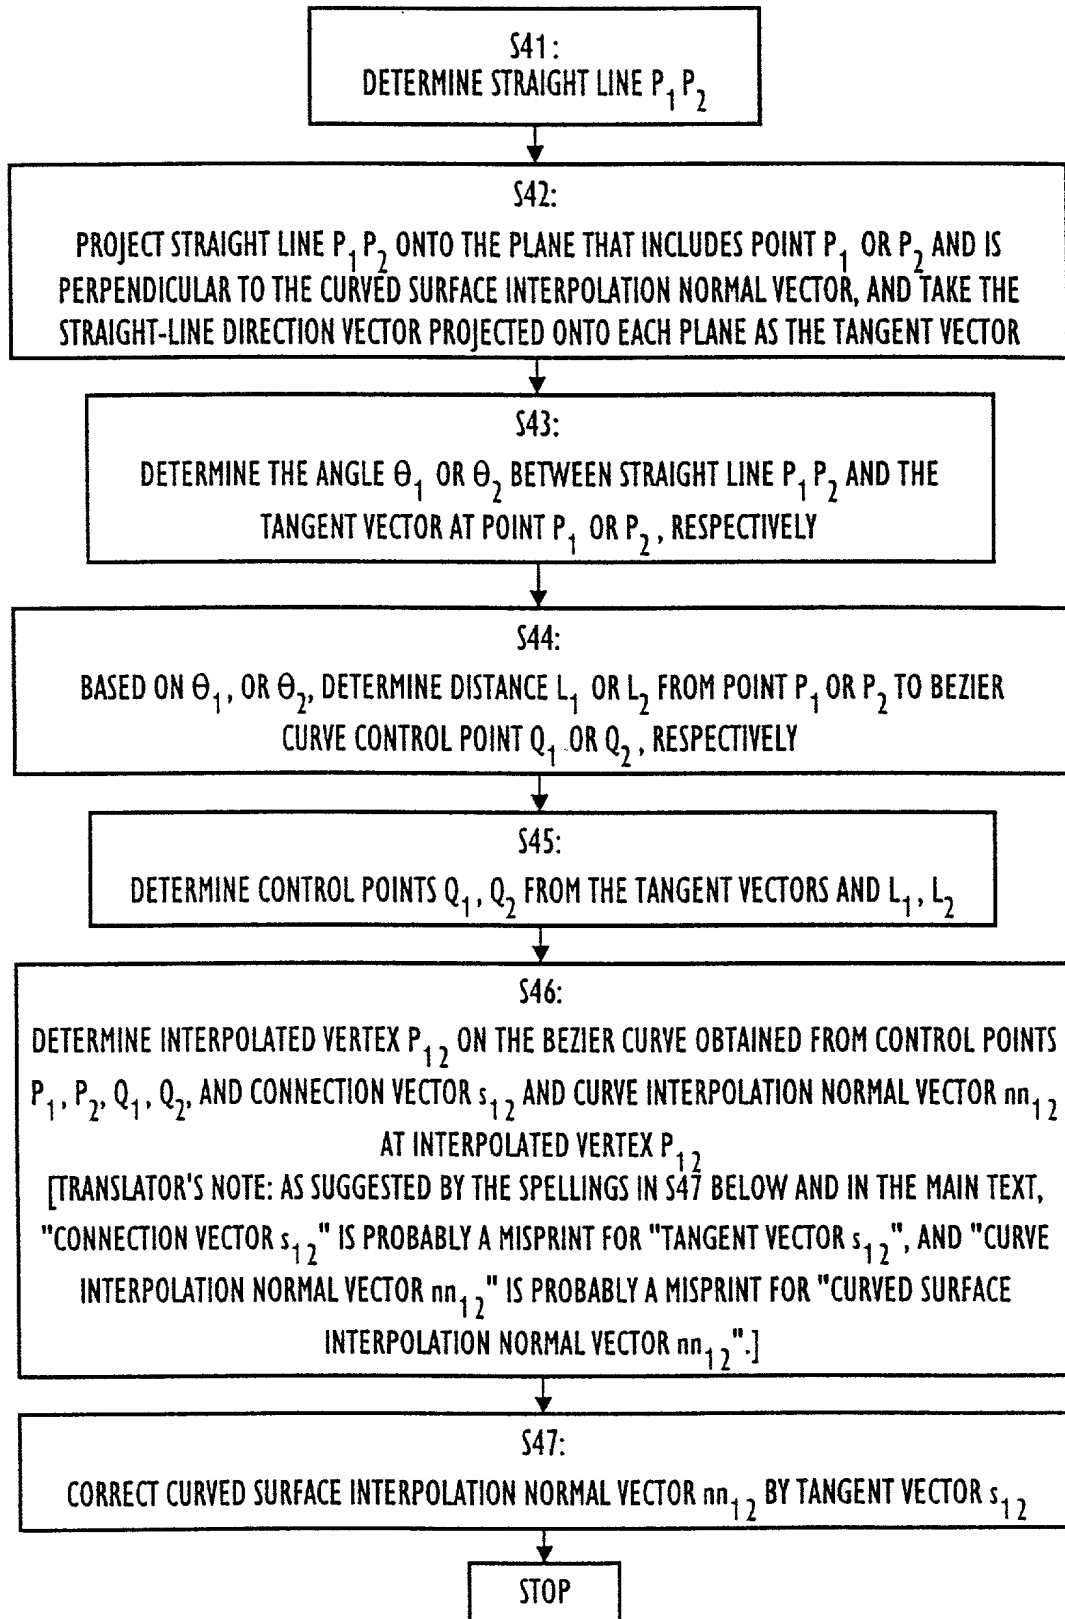 S41:
DETERMINE STRAIGHT LINE P₁ P₂
S42:
PROJECT STRAIGHT LINE P₁ P₂ ONTO THE PLANE THAT INCLUDES POINT P₁ OR P₂ AND IS
PERPENDICULAR TO THE CURVED SURFACE INTERPOLATION NORMAL VECTOR, AND TAKE THE
STRAIGHT-LINE DIRECTION VECTOR PROJECTED ONTO EACH PLANE AS THE TANGENT VECTOR
S43:
DETERMINE THE ANGLE Θ₁ OR Θ₂ BETWEEN STRAIGHT LINE P₁ P₂ AND THE
TANGENT VECTOR AT POINT P₁ OR P₂, RESPECTIVELY
S44:
BASED ON Θ₁, OR Θ₂, DETERMINE DISTANCE L₁ OR L₂ FROM POINT P₁ OR P₂ TO BEZIER
CURVE CONTROL POINT Q₁ OR Q₂, RESPECTIVELY
S45:
DETERMINE CONTROL POINTS Q₁, Q₂ FROM THE TANGENT VECTORS AND L₁, L₂
S46:
DETERMINE INTERPOLATED VERTEX P₁₂ ON THE BEZIER CURVE OBTAINED FROM CONTROL POINTS
P₁, P₂, Q₁, Q₂, AND CONNECTION VECTOR s₁₂ AND CURVE INTERPOLATION NORMAL VECTOR nn₁₂
AT INTERPOLATED VERTEX P₁₂
[TRANSLATOR'S NOTE: AS SUGGESTED BY THE SPELLINGS IN S47 BELOW AND IN THE MAIN TEXT,
"CONNECTION VECTOR s₁₂" IS PROBABLY A MISPRINT FOR "TANGENT VECTOR s₁₂", AND "CURVE
INTERPOLATION NORMAL VECTOR nn₁₂" IS PROBABLY A MISPRINT FOR "CURVED SURFACE
INTERPOLATION NORMAL VECTOR nn₁₂".]
S47:
CORRECT CURVED SURFACE INTERPOLATION NORMAL VECTOR nn₁₂ BY TANGENT VECTOR s₁₂
STOP